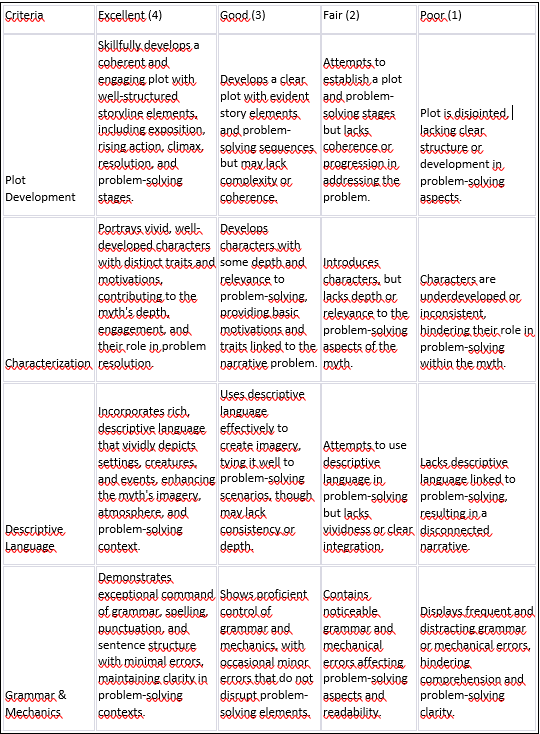 Criteria
Excellent (4)
Good (3)
Fair (2)
Poor (1)
Plot
Development
Skillfully develops a
coherent and
engaging plot with
well-structured
storyline elements,
including exposition,
rising action, climax,
resolution, and
problem-solving
stages.
Develops a clear
plot with evident
story elements
and problem-
solving sequences
but may lack
complexity or
coherence.
Attempts to
establish a plot
and problem-
solving stages
but lacks
coherence or
progression in
addressing the
problem.
Plot is disjointed,
lacking clear
structure or
development in
problem-solving
aspects.
Characterization
Portrays vivid, well-
developed characters
with distinct traits and
motivations,
contributing to the
myth's depth,
engagement, and
their role in problem
resolution.
Develops
characters with
some depth and
relevance to
problem-solving,
providing basic
motivations and
traits linked to the
narrative problem.
Introduces
characters, but
lacks depth or
relevance to the
problem-solving
aspects of the
myth.
Characters are
underdeveloped or
inconsistent,
hindering their role in
problem-solving
within the myth.
Descriptive
Language
Incorporates rich,
descriptive language
that vividly depicts
settings, creatures,
and events, enhancing
the myth's imagery,
atmosphere, and
problem-solving
context.
Uses descriptive
language
effectively to
create imagery,
tying it well to
problem-solving
scenarios, though
may lack
consistency or
depth.
Attempts to use
descriptive
language in
problem-solving
but lacks
vividness or clear
integration.
Lacks descriptive
language linked to
problem-solving,
resulting in a
disconnected
narrative.
Grammar &
Mechanics
Demonstrates
exceptional command
of grammar, spelling,
punctuation, and
sentence structure
with minimal errors,
maintaining clarity in
problem-solving
contexts.
Shows proficient
control of
grammar and
mechanics, with
occasional minor
errors that do not
disrupt problem-
solving elements.
Contains
noticeable
grammar and
mechanical
errors affecting
problem-solving
aspects and
readability.
Displays frequent and
distracting grammar
or mechanical errors,
hindering
comprehension and
problem-solving
clarity.